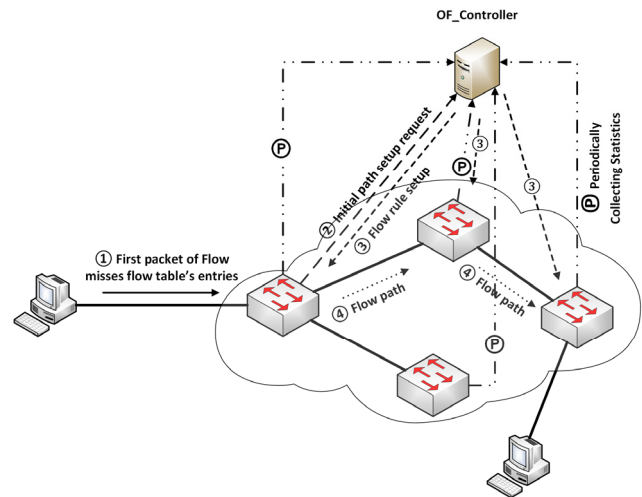 OF_Controller
② Initial path setup request
③ Flow rule setup
③
③
Ⓟ
Ⓟ
Ⓟ Periodically
Collecting Statistics
① First packet of Flow
misses flow table's entries
④ Flow path
④ Flow path
Ⓟ